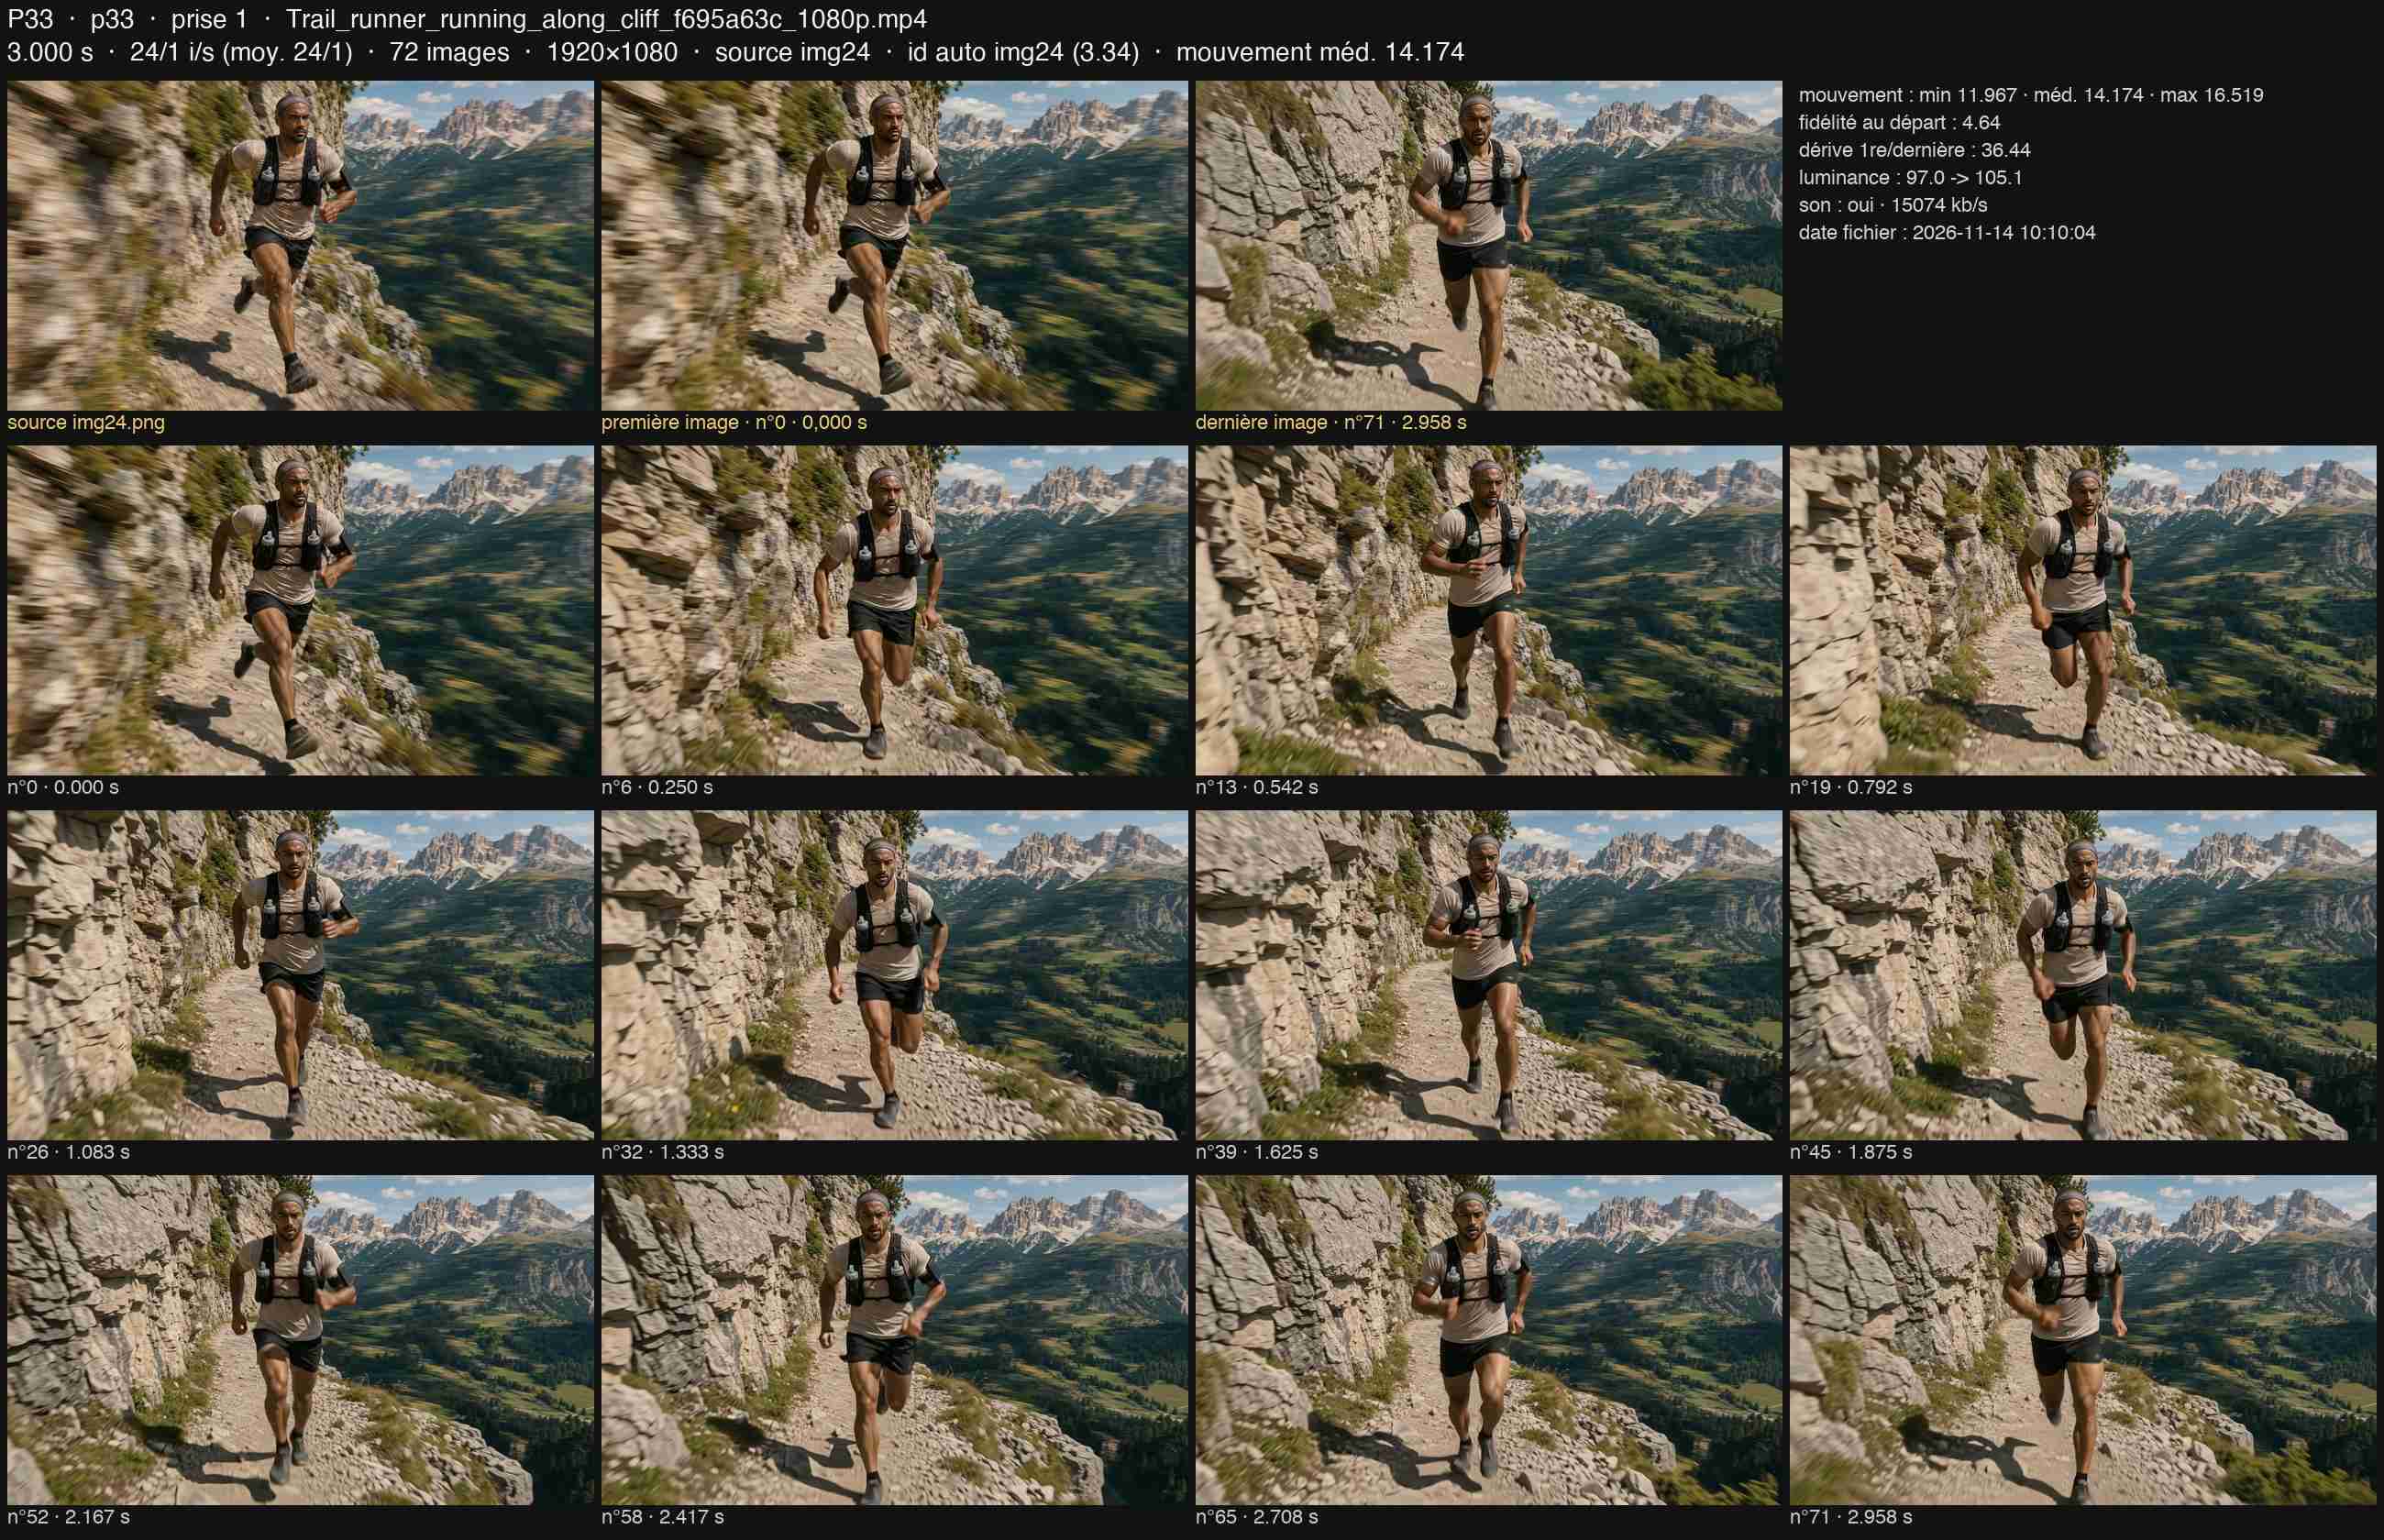 P33 · p33 · prise 1 · Trail_runner_running_along_cliff_f695a63c_1080p.mp4
3.000 s · 24/1 i/s (moy. 24/1) · 72 images · 1920×1080 · source img24 · id auto img24 (3.34) · mouvement méd. 14.174
mouvement : min 11.967 · méd. 14.174 · max 16.519
fidélité au départ : 4.64
dérive 1re/dernière : 36.44
luminance : 97.0 -> 105.1
son : oui · 15074 kb/s
date fichier : 2026-11-14 10:10:04
source img24.png
première image · n°0 · 0,000 s
dernière image · n°71 · 2.958 s
n°0 · 0.000 s
n°6 · 0.250 s
n°13 · 0.542 s
n°19 · 0.792 s
n°26 · 1.083 s
n°32 · 1.333 s
n°39 · 1.625 s
n°45 · 1.875 s
n°52 · 2.167 s
n°58 · 2.417 s
n°65 · 2.708 s
n°71 · 2.958 s